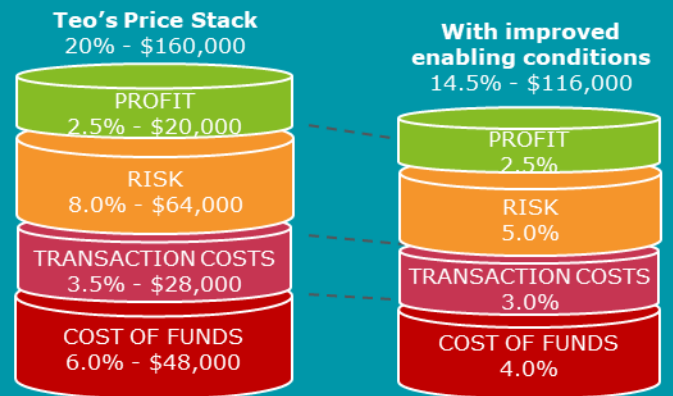 Teo's Price Stack
20% - $160,000
PROFIT
2.5% - $20,000
RISK
8.0% - $64,000
TRANSACTION COSTS
3.5% - $28,000
COST OF FUNDS
6.0% - $48,000
With improved
enabling conditions
14.5% - $116,000
PROFIT
2.5%
RISK
5.0%
TRANSACTION COSTS
3.0%
COST OF FUNDS
4.0%